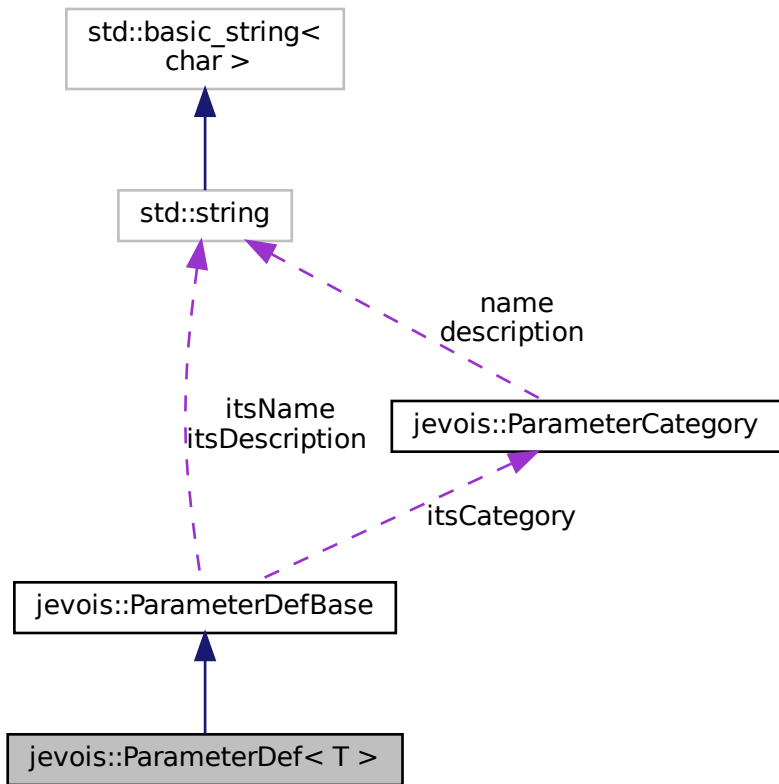 std::basic_string<
char >
std::string
name
description
itsName
itsDescription
jevois::ParameterCategory
itsCategory
jevois::ParameterDefBase
jevois::ParameterDef< T >